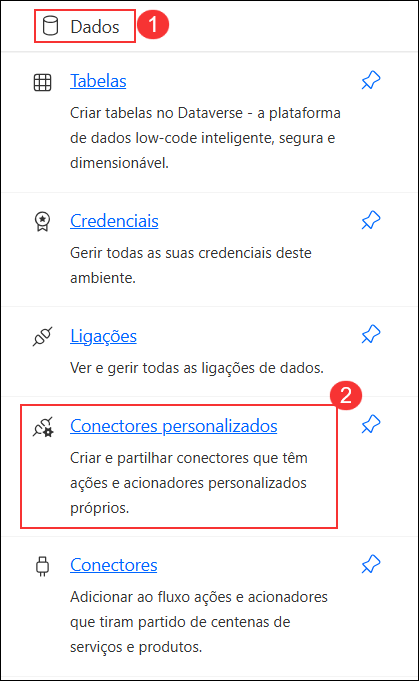 Dados 1
Tabelas
Criar tabelas no Dataverse - a plataforma
de dados low-code inteligente, segura e
dimensionável.
Credenciais
Gerir todas as suas credenciais deste
ambiente.
Ligações
Ver e gerir todas as ligações de dados.
2
Conectores personalizados
Criar e partilhar conectores que têm
ações e acionadores personalizados
próprios.
Conectores
Adicionar ao fluxo ações e acionadores
que tiram partido de centenas de
serviços e produtos.